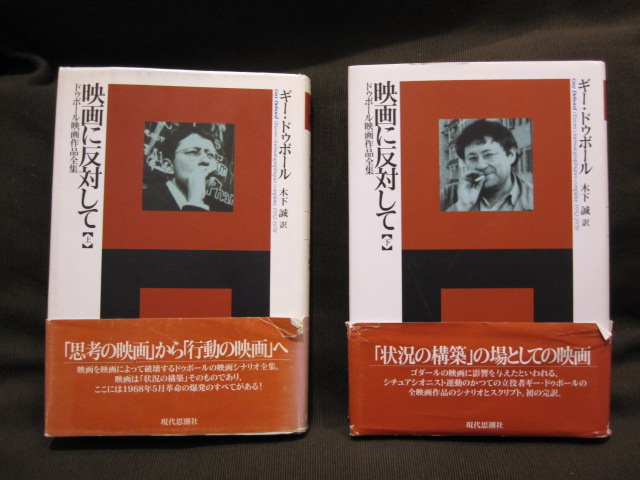 ギー・ドゥボール
木下 誠 訳
映画に反対して【上】
ドゥボール映画作品全集
「思考の映画」から「行動の映画」へ
映画を映画によって破壊するドゥボールの映画シナリオ全集。
映画は「状況の構築」そのものであり、
ここには1968年5月革命の爆発のすべてがある!
現代思潮社
ギー・ドゥボール
Guy Debord
木下 誠 訳
映画に反対して【下】
ドゥボール映画作品全集
「状況の構築」の場としての映画
ゴダールの映画に影響を与えたといわれる、
シチュアシオニスト運動のかつての立役者ギー・ドゥボールの
全映画作品のシナリオとスクリプト。初の完訳。
現代思潮社